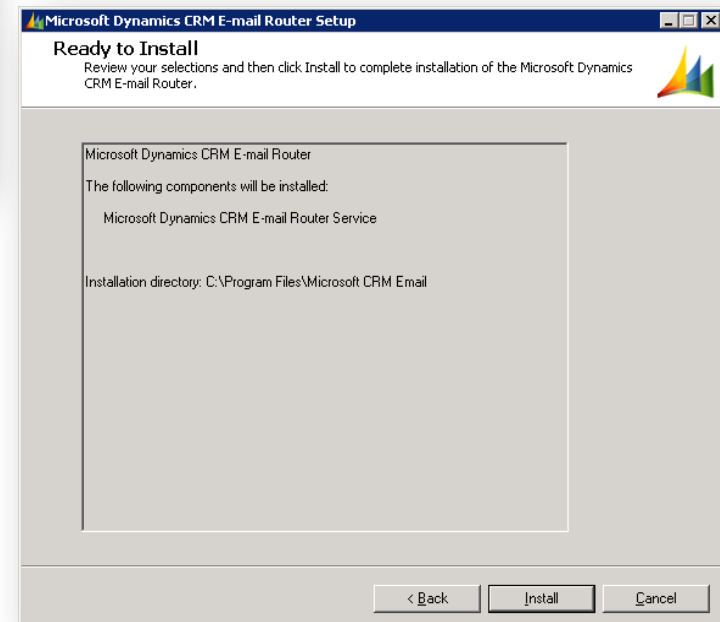 Microsoft Dynamics CRM E-mail Router Setup
Ready to Install
Review your selections and then click Install to complete installation of the Microsoft Dynamics
CRM E-mail Router.
Microsoft Dynamics CRM E-mail Router
The following components will be installed:
Microsoft Dynamics CRM E-mail Router Service
Installation directory: C:\Program Files\Microsoft CRM Email
< Back
Install
Cancel